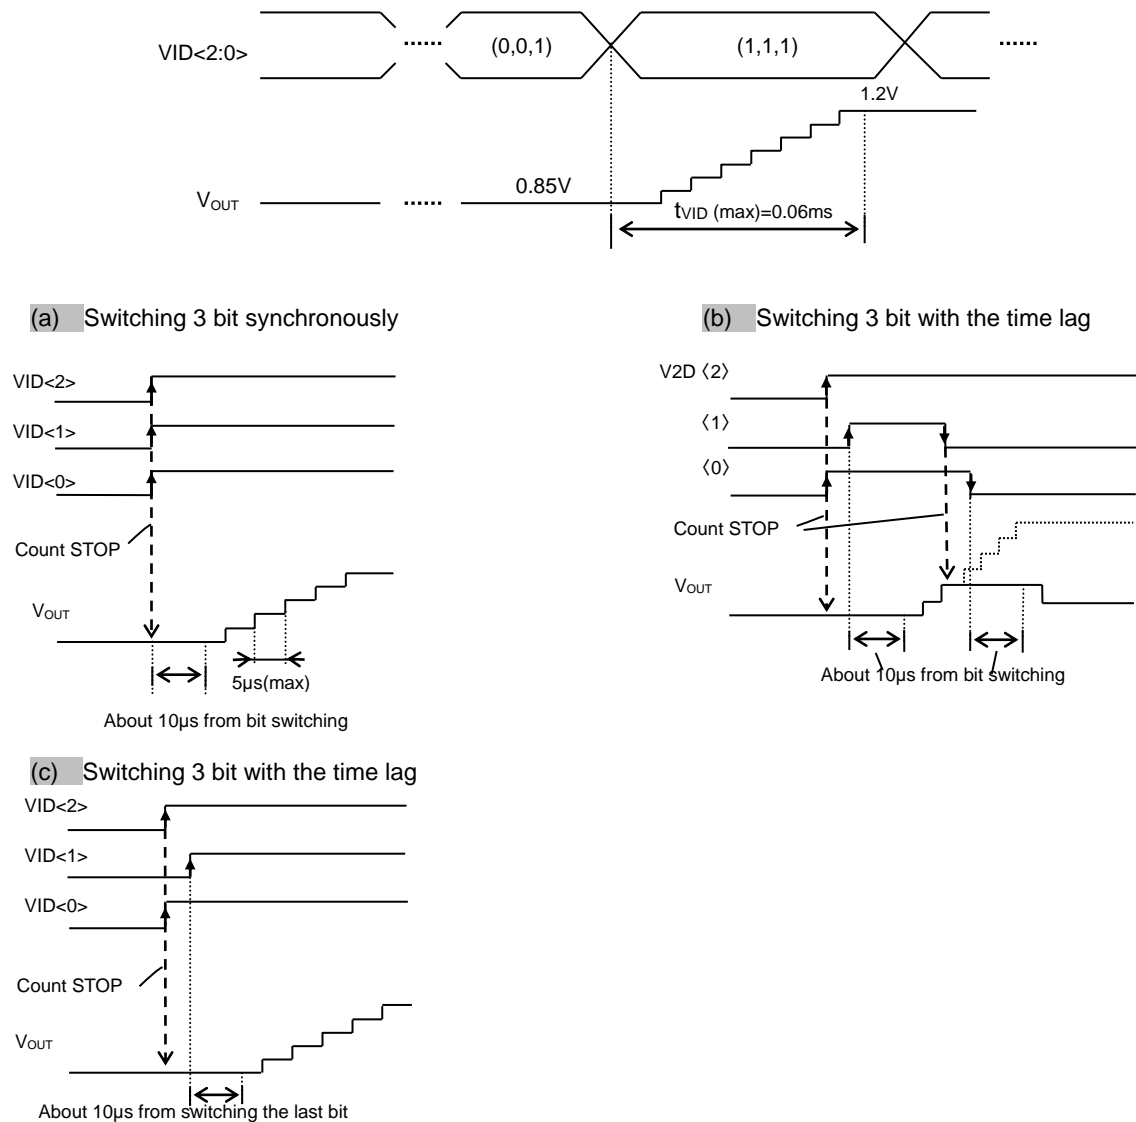 VID<2:0>
(0,0,1)
(1,1,1)
1.2V
0.85V
VOUT
tVID (max)=0.06ms
(a) Switching 3 bit synchronously
VID<2>
VID<1>
VID<0>
Count STOP
VOUT
5μs(max)
About 10μs from bit switching
(b) Switching 3 bit with the time lag
V2D〈2〉
〈1〉
〈0〉
Count STOP
VOUT
About 10μs from bit switching
(c) Switching 3 bit with the time lag
VID<2>
VID<1>
VID<0>
Count STOP
VOUT
About 10μs from switching the last bit